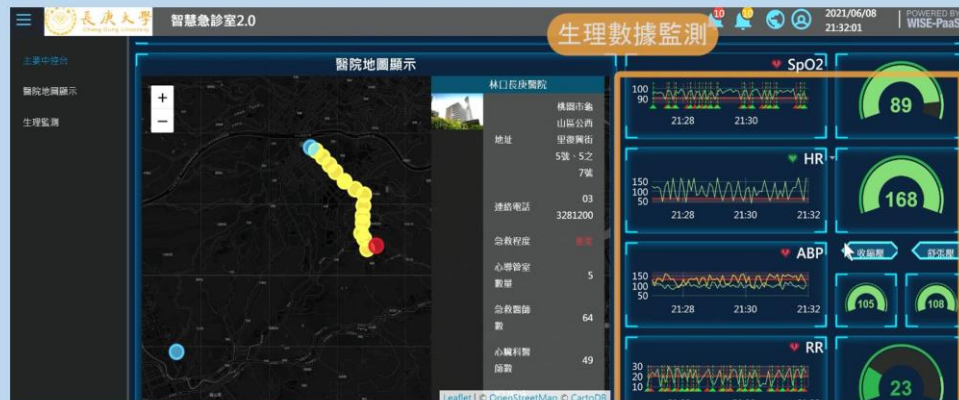 長庚大學
Chang Gung University
智慧急診室2.0
生理數據監測
10
10
2021/06/08
21:32:01
POWERED BY
WISE-PaaS
主要中控台
醫院地圖顯示
生理監測
醫院地圖顯示
+
−
林口長庚醫院
地址
桃園市龜
山區公西
里復興街
5號、5之
7號
連絡電話
03
3281200
急救程度
心導管室
數量
5
急救醫師
數
64
心臟科醫
師數
49
Leaflet | © OpenStreetMap © CartoDB
SpO2
100
90
21:28
21:30
89
HR
150
100
50
21:28
21:30
21:32
168
ABP
150
100
50
21:28
21:30
21:32
收縮壓
舒張壓
105
108
RR
30
20
10
23